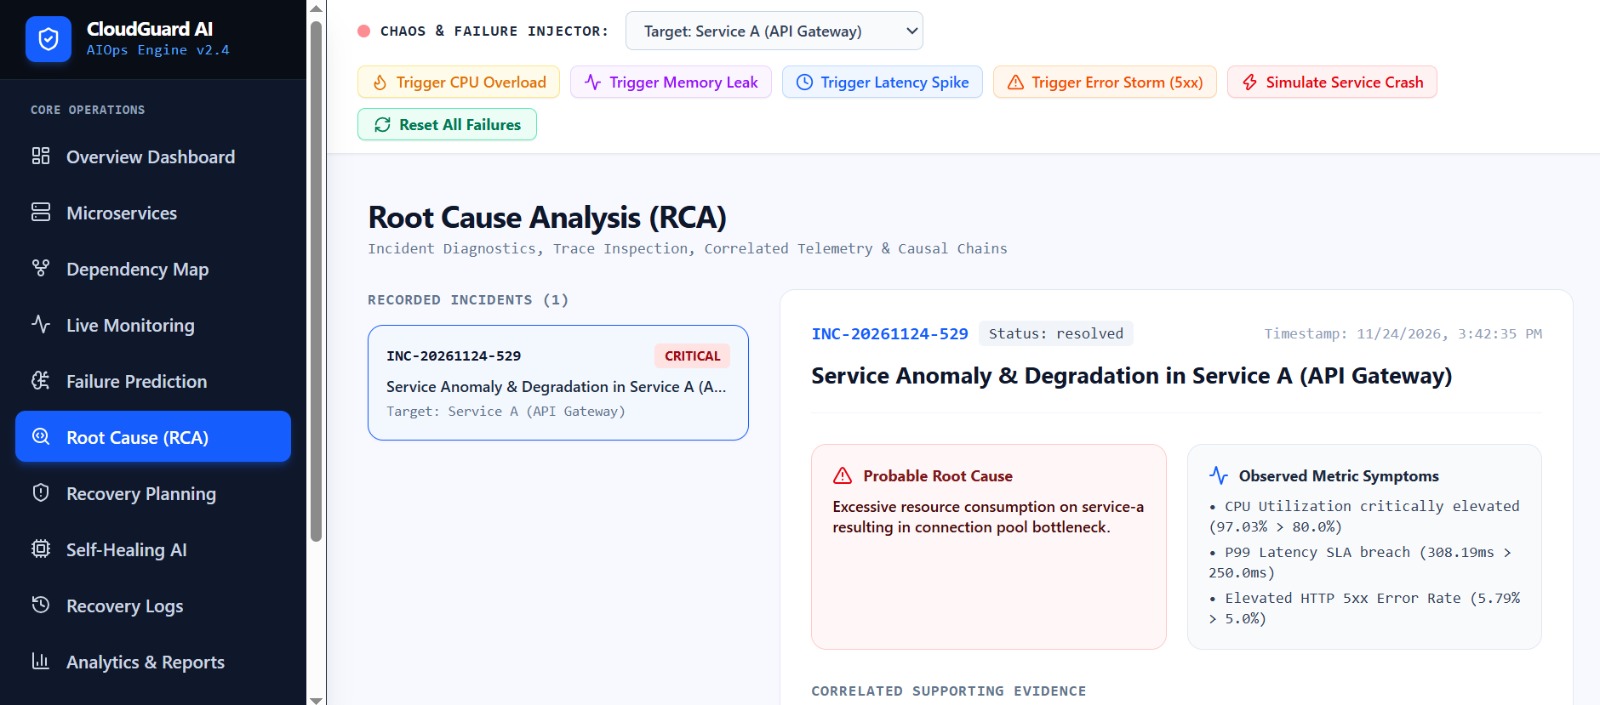 CloudGuard AI
AIOps Engine v2.4
CORE OPERATIONS
Overview Dashboard
Microservices
Dependency Map
Live Monitoring
Failure Prediction
Root Cause (RCA)
Recovery Planning
Self-Healing AI
Recovery Logs
Analytics & Reports
CHAOS & FAILURE INJECTOR:
Target: Service A (API Gateway)
Trigger CPU Overload
Trigger Memory Leak
Trigger Latency Spike
Trigger Error Storm (5xx)
Simulate Service Crash
Reset All Failures
Root Cause Analysis (RCA)
Incident Diagnostics, Trace Inspection, Correlated Telemetry & Causal Chains
RECORDED INCIDENTS (1)
INC-20261124-529
CRITICAL
Service Anomaly & Degradation in Service A (A...
Target: Service A (API Gateway)
INC-20261124-529
Status: resolved
Timestamp: 11/24/2026, 3:42:35 PM
Service Anomaly & Degradation in Service A (API Gateway)
Probable Root Cause
Excessive resource consumption on service-a
resulting in connection pool bottleneck.
Observed Metric Symptoms
• CPU Utilization critically elevated
(97.03% > 80.0%)
• P99 Latency SLA breach (308.19ms >
250.0ms)
• Elevated HTTP 5xx Error Rate (5.79%
> 5.0%)
CORRELATED SUPPORTING EVIDENCE